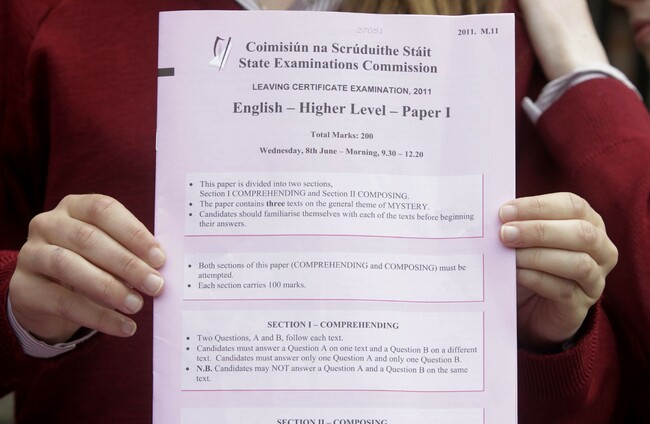 27051
2011. M.11
Coimisiún na Scrúduithe Stáit
State Examinations Commission
LEAVING CERTIFICATE EXAMINATION, 2011
English – Higher Level – Paper I
Total Marks: 200
Wednesday, 8th June – Morning, 9.30 – 12.20
• This paper is divided into two sections,
Section I COMPREHENDING and Section II COMPOSING.
• The paper contains three texts on the general theme of MYSTERY.
• Candidates should familiarise themselves with each of the texts before beginning
their answers.
• Both sections of this paper (COMPREHENDING and COMPOSING) must be
attempted.
• Each section carries 100 marks.
SECTION I – COMPREHENDING
• Two Questions, A and B, follow each text.
• Candidates must answer a Question A on one text and a Question B on a different
text. Candidates must answer only one Question A and only one Question B.
• N.B. Candidates may NOT answer a Question A and a Question B on the same
text.
SECTION II – COMPOSING